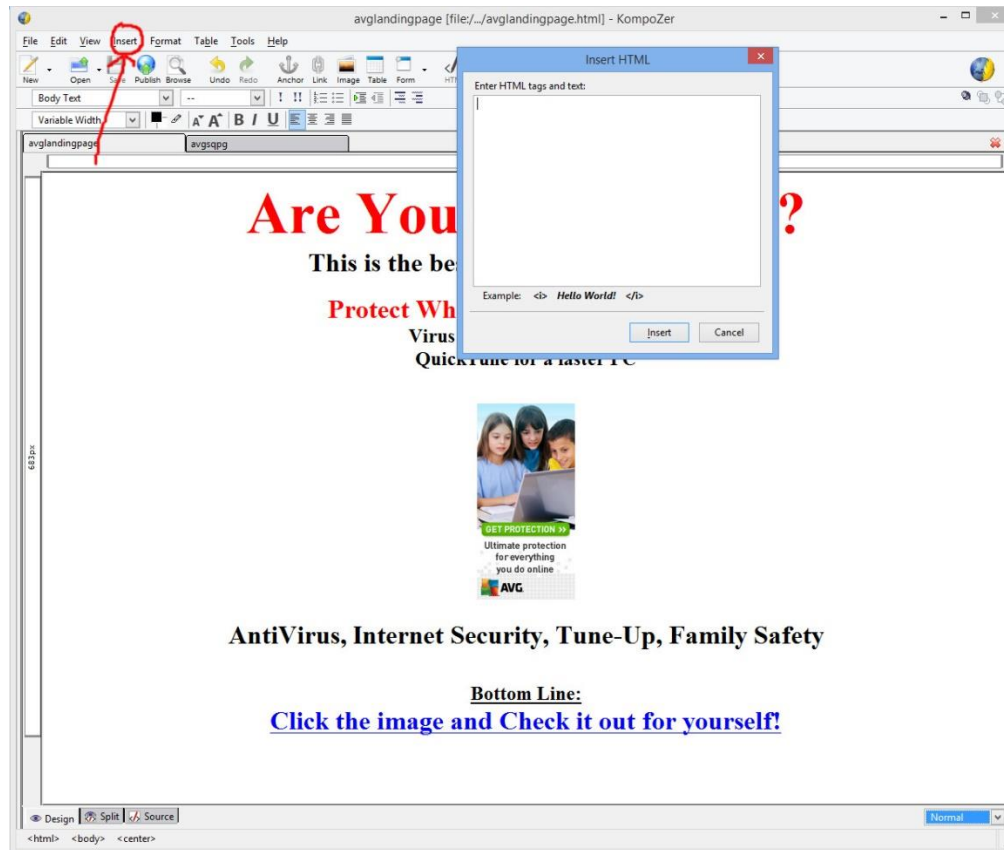 avglandingpage [file:/.../avglandingpage.html] - KompoZer
File Edit View Insert Format Table Tools Help
New Open Save Publish Browse Undo Redo Anchor Link Image Table Form
Body Text --
! !!
Variable Width
A A B I U
avglandingpage avgsqpg
Insert HTML
Enter HTML tags and text:
Example: <i> Hello World! </i>
Insert Cancel
683px
Are You ?
This is the be
Protect Wh
Virus
QuickTune for a faster PC
GET PROTECTION >>
Ultimate protection
for everything
you do online
AVG
AntiVirus, Internet Security, Tune-Up, Family Safety
Bottom Line:
Click the image and Check it out for yourself!
Design Split Source
Normal
<html> <body> <center>